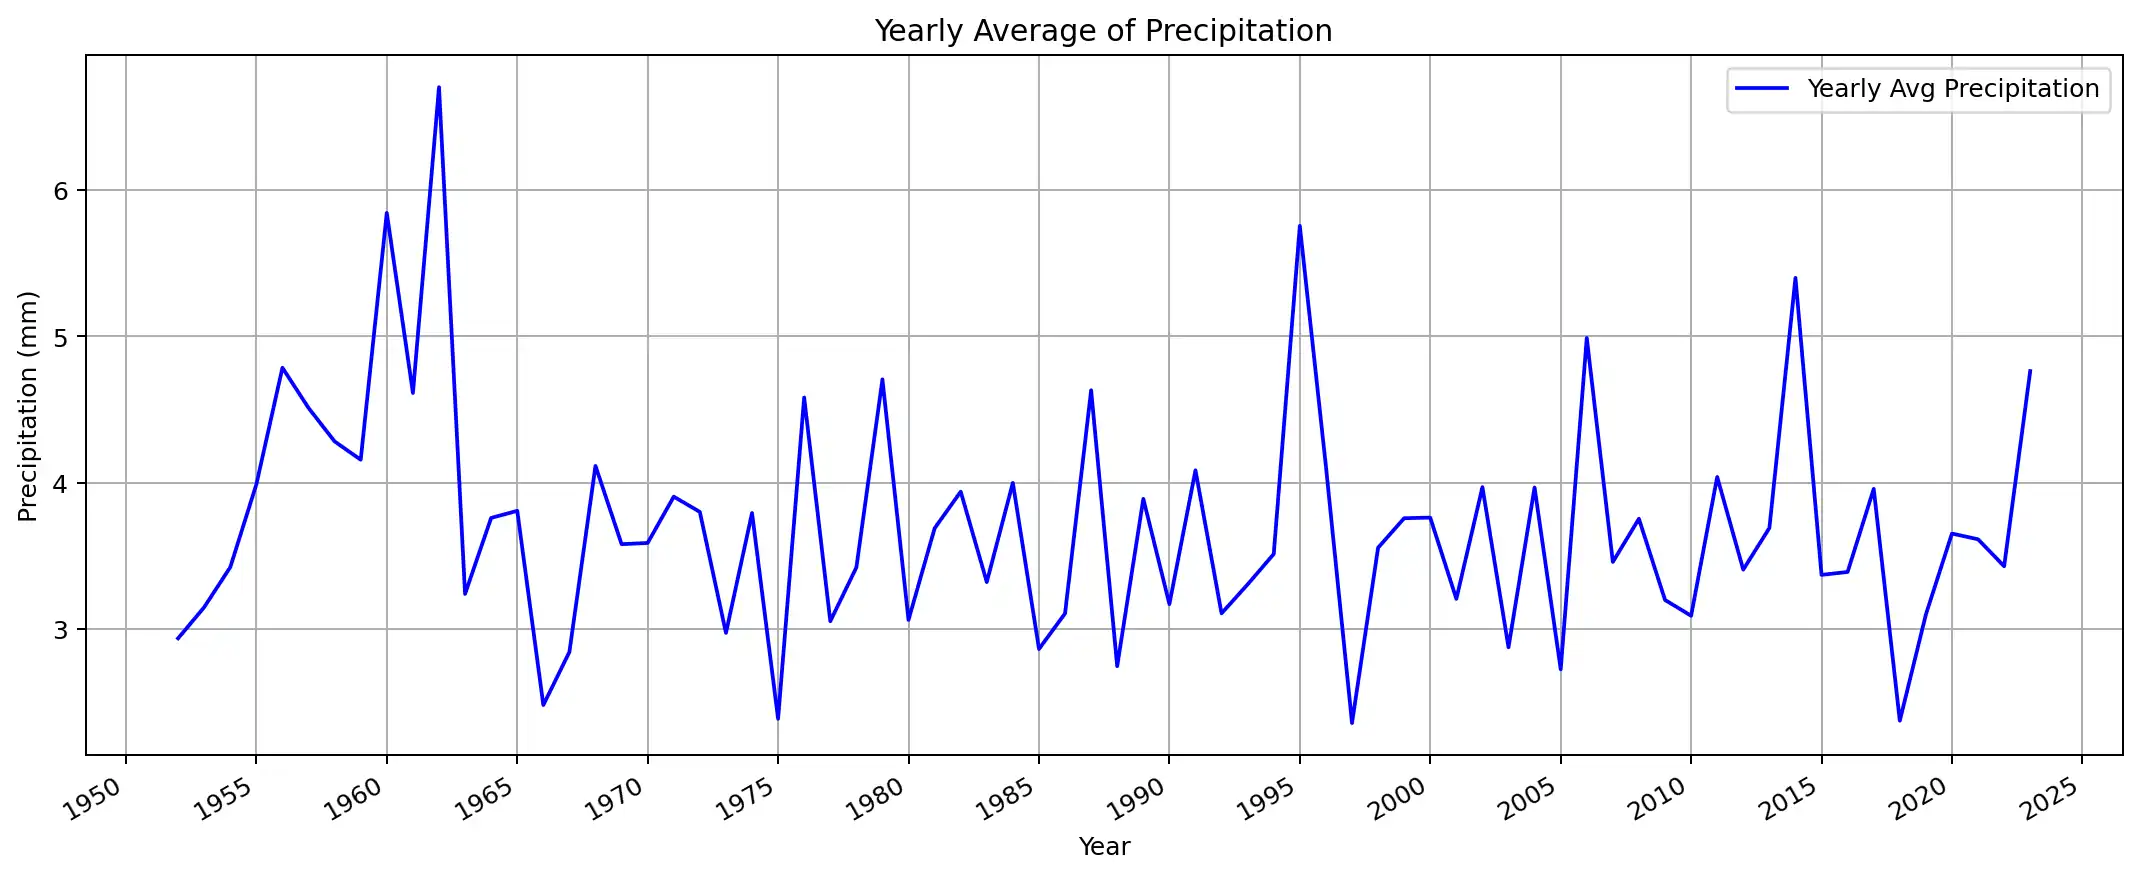 Yearly Average of Precipitation
Yearly Avg Precipitation
Precipitation (mm)
6
5
4
3
1950 1955 1960 1965 1970 1975 1980 1985 1990 1995 2000 2005 2010 2015 2020 2025
Year